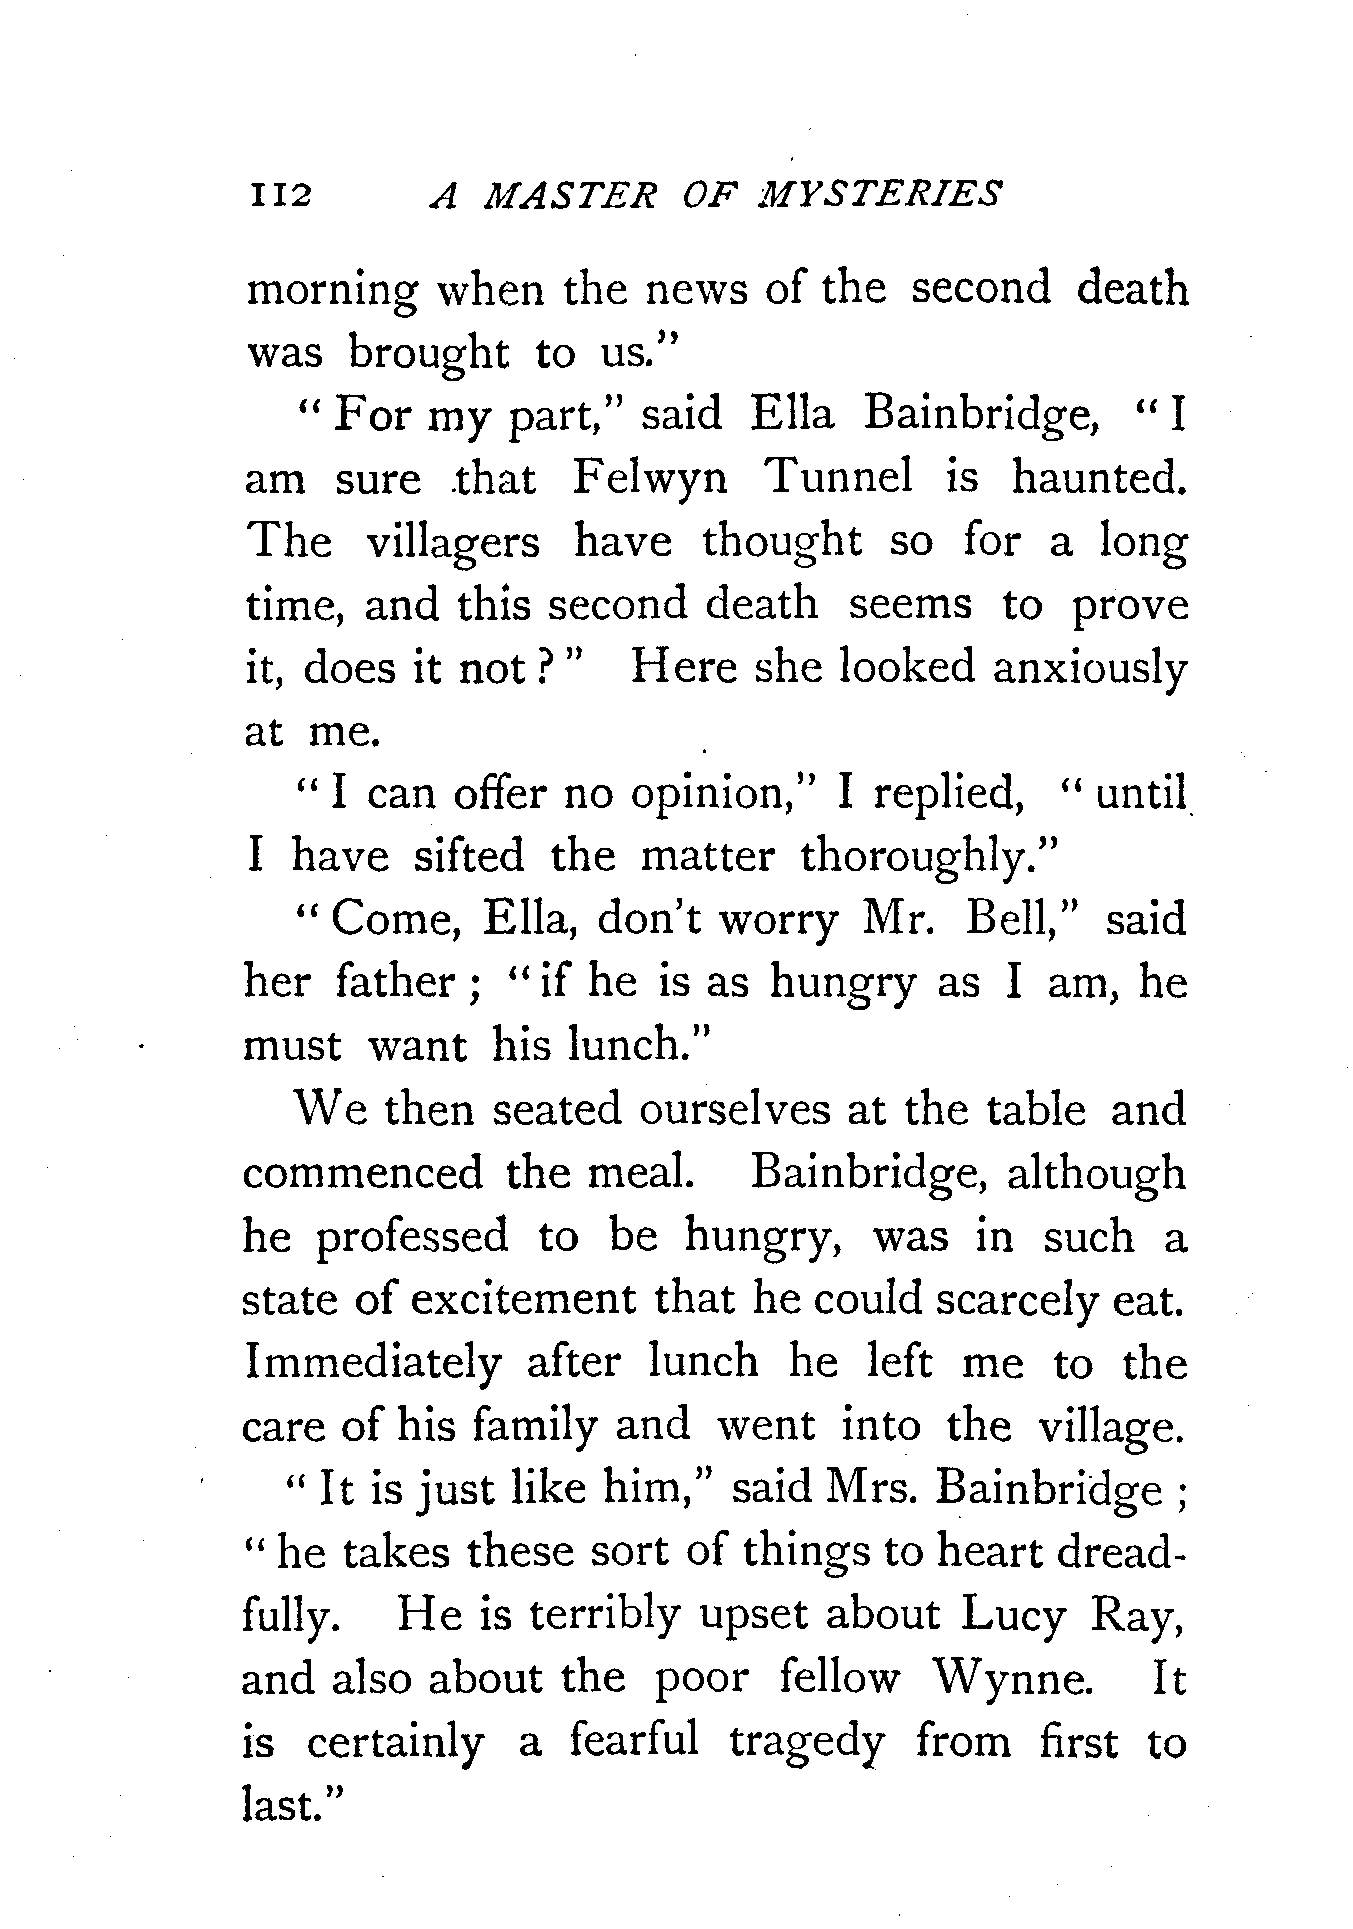 112 A MASTER OF MYSTERIES
morning when the news of the second death
was brought to us."
" For my part," said Ella Bainbridge, " I
am sure that Felwyn Tunnel is haunted.
The villagers have thought so for a long
time, and this second death seems to prove
it, does it not ? " Here she looked anxiously
at me.
" I can offer no opinion," I replied, " until
I have sifted the matter thoroughly."
" Come, Ella, don't worry Mr. Bell," said
her father ; " if he is as hungry as I am, he
must want his lunch."
We then seated ourselves at the table and
commenced the meal. Bainbridge, although
he professed to be hungry, was in such a
state of excitement that he could scarcely eat.
Immediately after lunch he left me to the
care of his family and went into the village.
" It is just like him," said Mrs. Bainbridge ;
" he takes these sort of things to heart dread-
fully. He is terribly upset about Lucy Ray,
and also about the poor fellow Wynne. It
is certainly a fearful tragedy from first to
last."